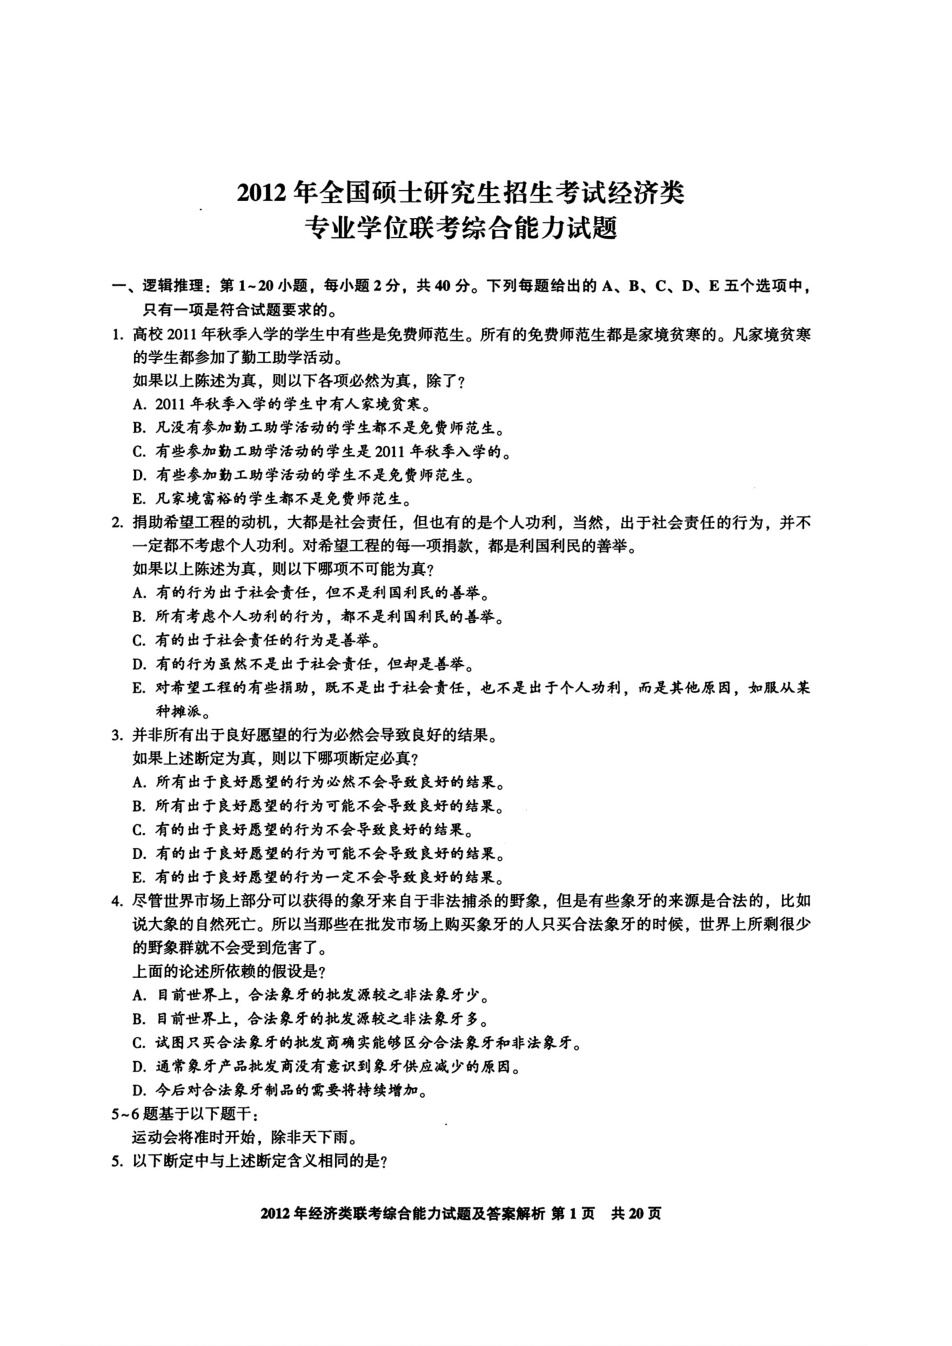 2012 年全国硕士研究生招生考试经济类
专业学位联考综合能力试题
一、逻辑推理：第 1~20 小题，每小题 2 分，共 40 分。下列每题给出的 A、B、C、D、E 五个选项中，
只有一项是符合试题要求的。
1. 高校 2011 年秋季入学的学生中有些是免费师范生。所有的免费师范生都是家境贫寒的。凡家境贫寒
的学生都参加了勤工助学活动。
如果以上陈述为真，则以下各项必然为真，除了？
A. 2011 年秋季入学的学生中有人家境贫寒。
B. 凡没有参加勤工助学活动的学生都不是免费师范生。
C. 有些参加勤工助学活动的学生是 2011 年秋季入学的。
D. 有些参加勤工助学活动的学生不是免费师范生。
E. 凡家境富裕的学生都不是免费师范生。
2. 捐助希望工程的动机，大都是社会责任，但也有的是个人功利，当然，出于社会责任的行为，并不
一定都不考虑个人功利。对希望工程的每一项捐款，都是利国利民的善举。
如果以上陈述为真，则以下哪项不可能为真？
A. 有的行为出于社会责任，但不是利国利民的善举。
B. 所有考虑个人功利的行为，都不是利国利民的善举。
C. 有的出于社会责任的行为是善举。
D. 有的行为虽然不是出于社会责任，但却是善举。
E. 对希望工程的有些捐助，既不是出于社会责任，也不是出于个人功利，而是其他原因，如服从某
种摊派。
3. 并非所有出于良好愿望的行为必然会导致良好的结果。
如果上述断定为真，则以下哪项断定必真？
A. 所有出于良好愿望的行为必然不会导致良好的结果。
B. 所有出于良好愿望的行为可能不会导致良好的结果。
C. 有的出于良好愿望的行为不会导致良好的结果。
D. 有的出于良好愿望的行为可能不会导致良好的结果。
E. 有的出于良好愿望的行为一定不会导致良好的结果。
4. 尽管世界市场上部分可以获得的象牙来自于非法捕杀的野象，但是有些象牙的来源是合法的，比如
说大象的自然死亡。所以当那些在批发市场上购买象牙的人只买合法象牙的时候，世界上所剩很少
的野象群就不会受到危害了。
上面的论述所依赖的假设是？
A. 目前世界上，合法象牙的批发源较之非法象牙少。
B. 目前世界上，合法象牙的批发源较之非法象牙多。
C. 试图只买合法象牙的批发商确实能够区分合法象牙和非法象牙。
D. 通常象牙产品批发商没有意识到象牙供应减少的原因。
D. 今后对合法象牙制品的需要将持续增加。
5~6 题基于以下题干：
运动会将准时开始，除非天下雨。
5. 以下断定中与上述断定含义相同的是？
2012 年经济类联考综合能力试题及答案解析 第 1 页 共 20 页